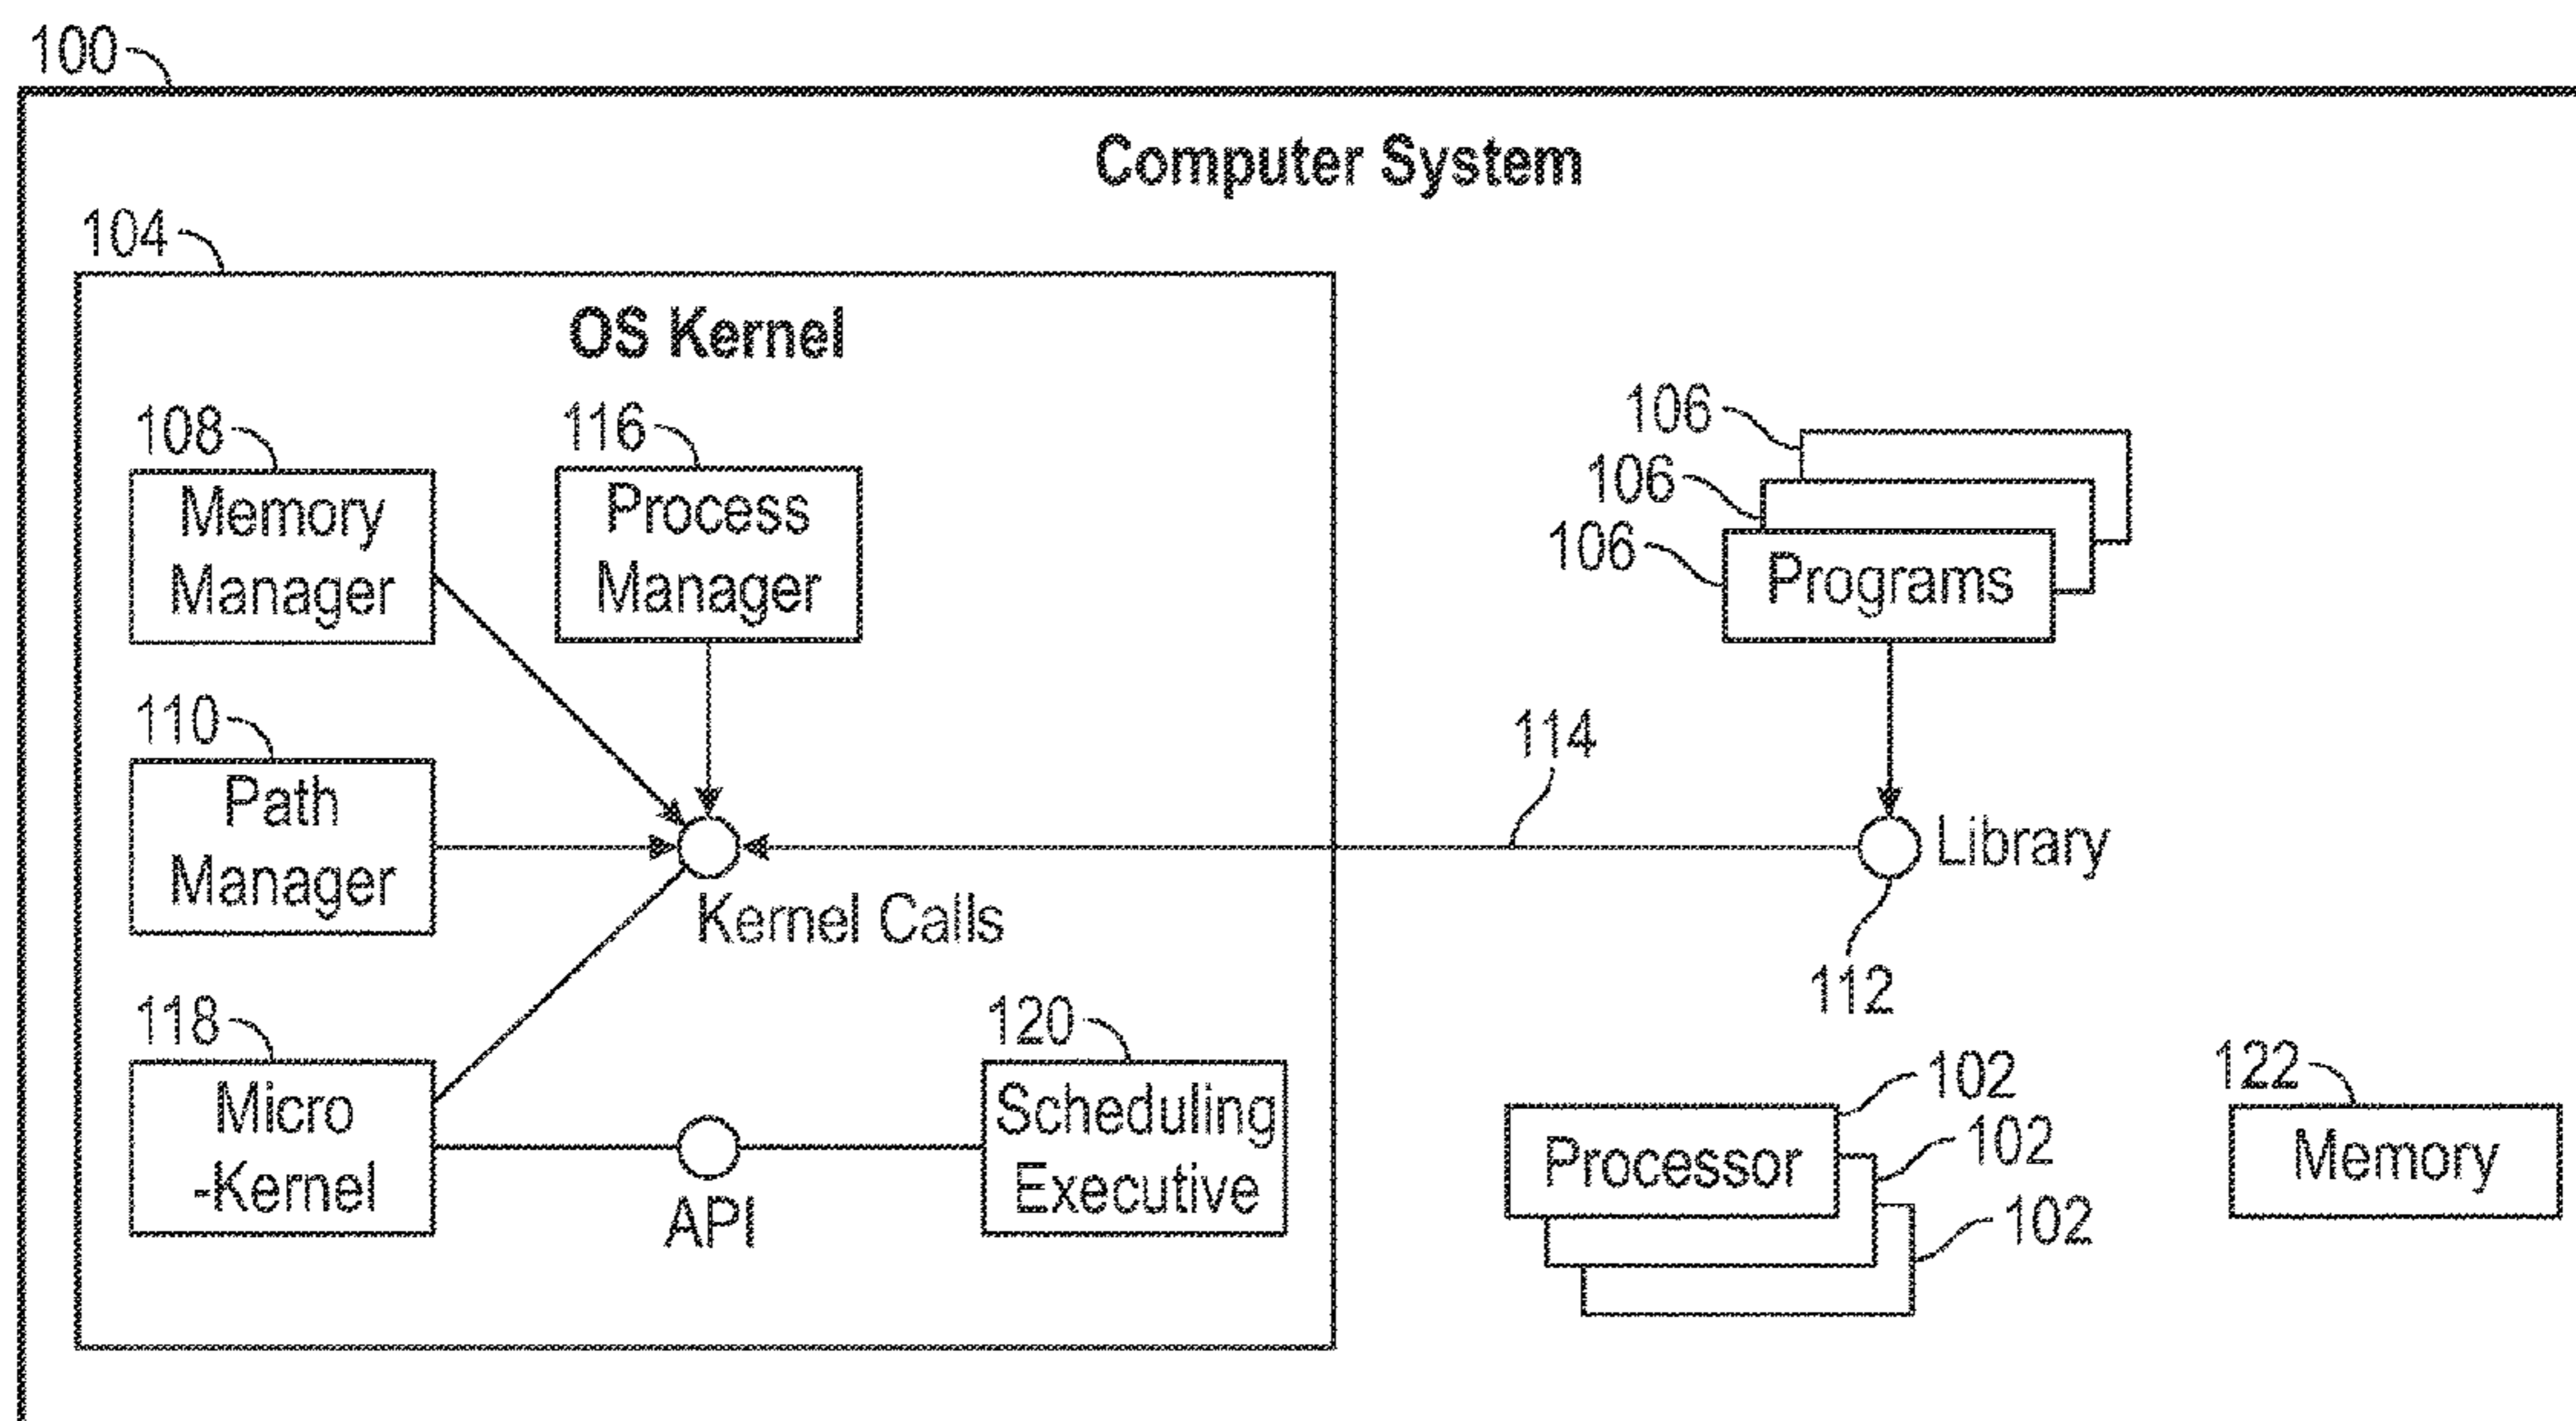 100
Computer System
104
OS Kernel
108
Memory
Manager
116
Process
Manager
106
106
106
Programs
110
Path
Manager
Kernel Calls
114
Library
112
118
Micro
-Kernel
API
120
Scheduling
Executive
102
102
102
Processor
122
Memory